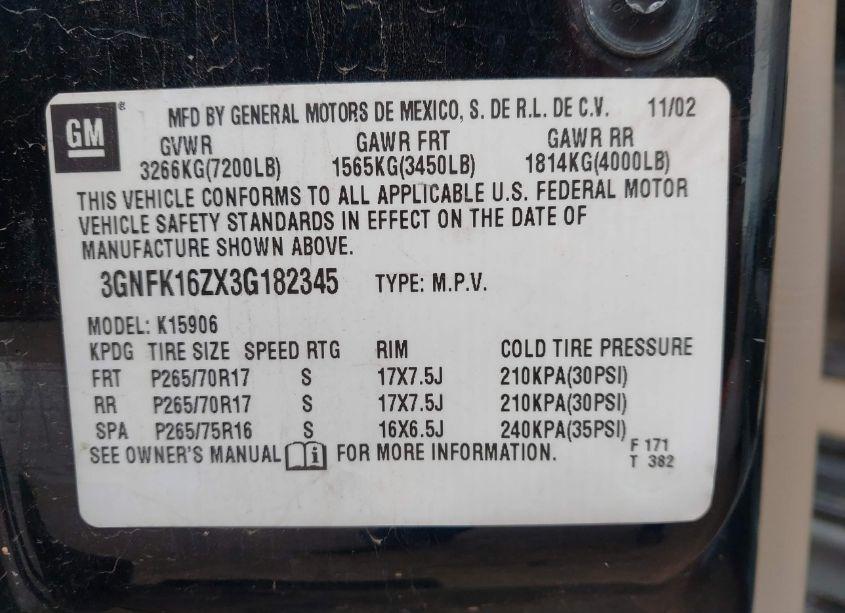 GM ® MFD BY GENERAL MOTORS DE MEXICO, S. DE R.L. DE C.V. 11/02
GVWR GAWR FRT GAWR RR
3266KG(7200LB) 1565KG(3450LB) 1814KG(4000LB)
THIS VEHICLE CONFORMS TO ALL APPLICABLE U.S. FEDERAL MOTOR
VEHICLE SAFETY STANDARDS IN EFFECT ON THE DATE OF
MANUFACTURE SHOWN ABOVE.
3GNFK16ZX3G182345 TYPE: M.P.V.
MODEL: K15906
KPDG TIRE SIZE SPEED RTG RIM COLD TIRE PRESSURE
FRT P265/70R17 S 17X7.5J 210KPA(30PSI)
RR P265/70R17 S 17X7.5J 210KPA(30PSI)
SPA P265/75R16 S 16X6.5J 240KPA(35PSI)
SEE OWNER'S MANUAL i FOR MORE INFORMATION.
F 171
T 382